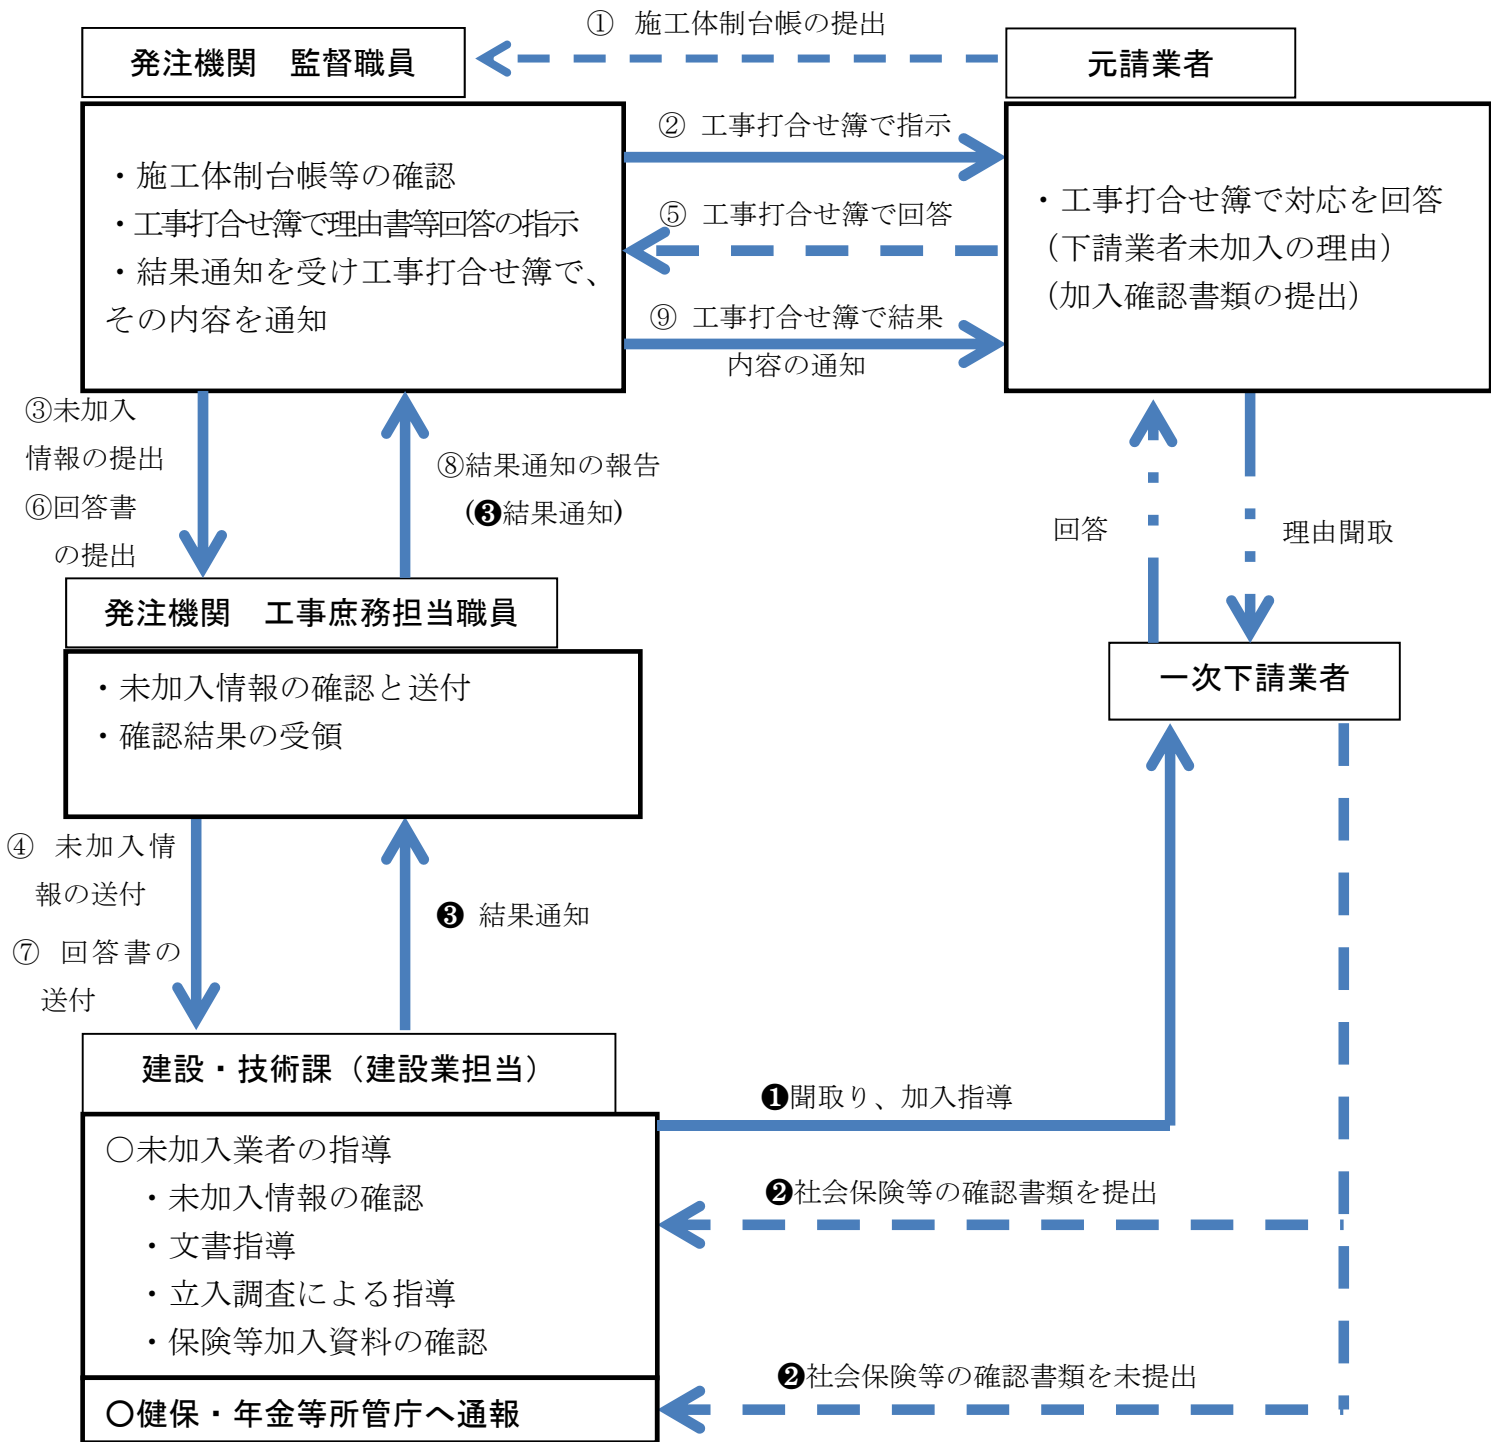 ① 施工体制台帳の提出
発注機関　監督職員
元請業者
・施工体制台帳等の確認
・工事打合せ簿で理由書等回答の指示
・結果通知を受け工事打合せ簿で、
その内容を通知
② 工事打合せ簿で指示
⑤ 工事打合せ簿で回答
⑨ 工事打合せ簿で結果
内容の通知
・工事打合せ簿で対応を回答
（下請業者未加入の理由）
（加入確認書類の提出）
③未加入
情報の提出
⑥回答書
の提出
⑧結果通知の報告
(❸結果通知)
回答
理由聞取
発注機関　工事庶務担当職員
・未加入情報の確認と送付
・確認結果の受領
一次下請業者
④ 未加入情
報の送付
⑦ 回答書の
送付
❸ 結果通知
建設・技術課（建設業担当）
○未加入業者の指導
・未加入情報の確認
・文書指導
・立入調査による指導
・保険等加入資料の確認
○健保・年金等所管庁へ通報
❶聞取り、加入指導
❷社会保険等の確認書類を提出
❷社会保険等の確認書類を未提出